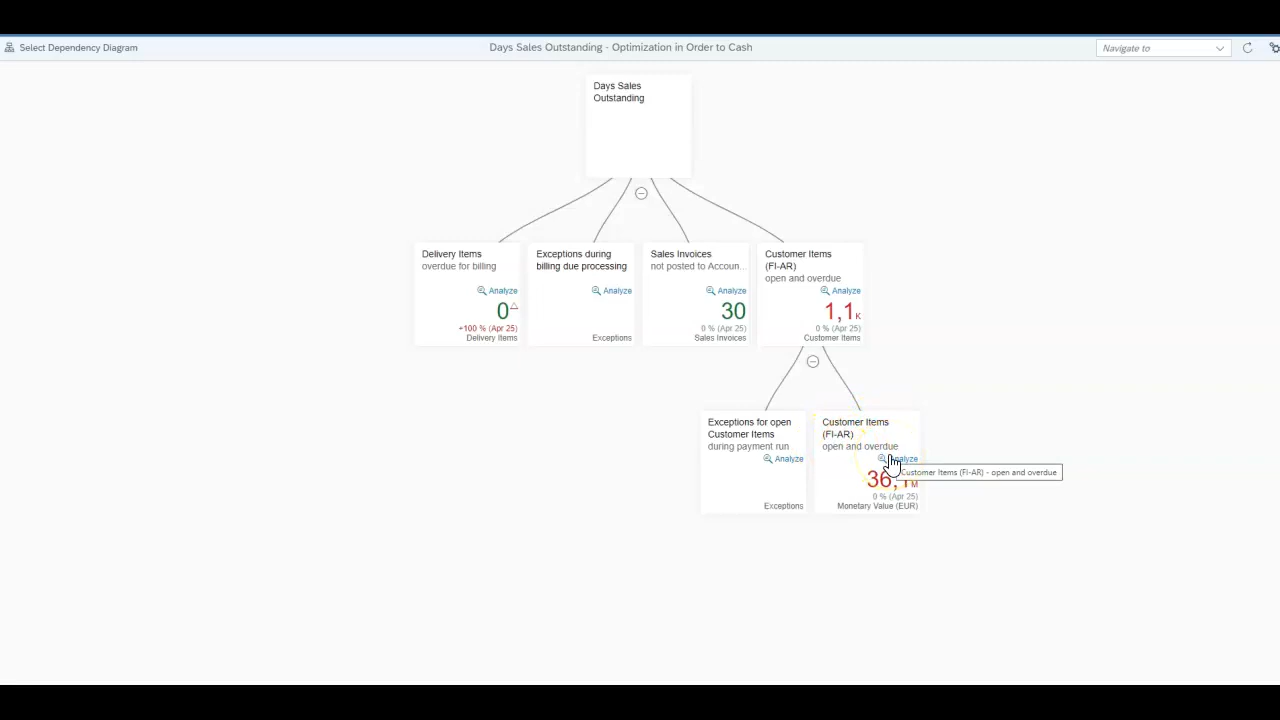 Select Dependency Diagram
Days Sales Outstanding - Optimization in Order to Cash
Navigate to
Days Sales
Outstanding
Delivery Items
overdue for billing
Analyze
0
+100 % (Apr 25)
Delivery Items
Exceptions during
billing due processing
Analyze
Exceptions
Sales Invoices
not posted to Accoun...
Analyze
30
0 % (Apr 25)
Sales Invoices
Customer Items
(FI-AR)
open and overdue
Analyze
1,1K
0 % (Apr 25)
Customer Items
Exceptions for open
Customer Items
during payment run
Analyze
Exceptions
Customer Items
(FI-AR)
open and overdue
Customer Items (FI-AR) - open and overdue
36,1M
0 % (Apr 25)
Monetary Value (EUR)